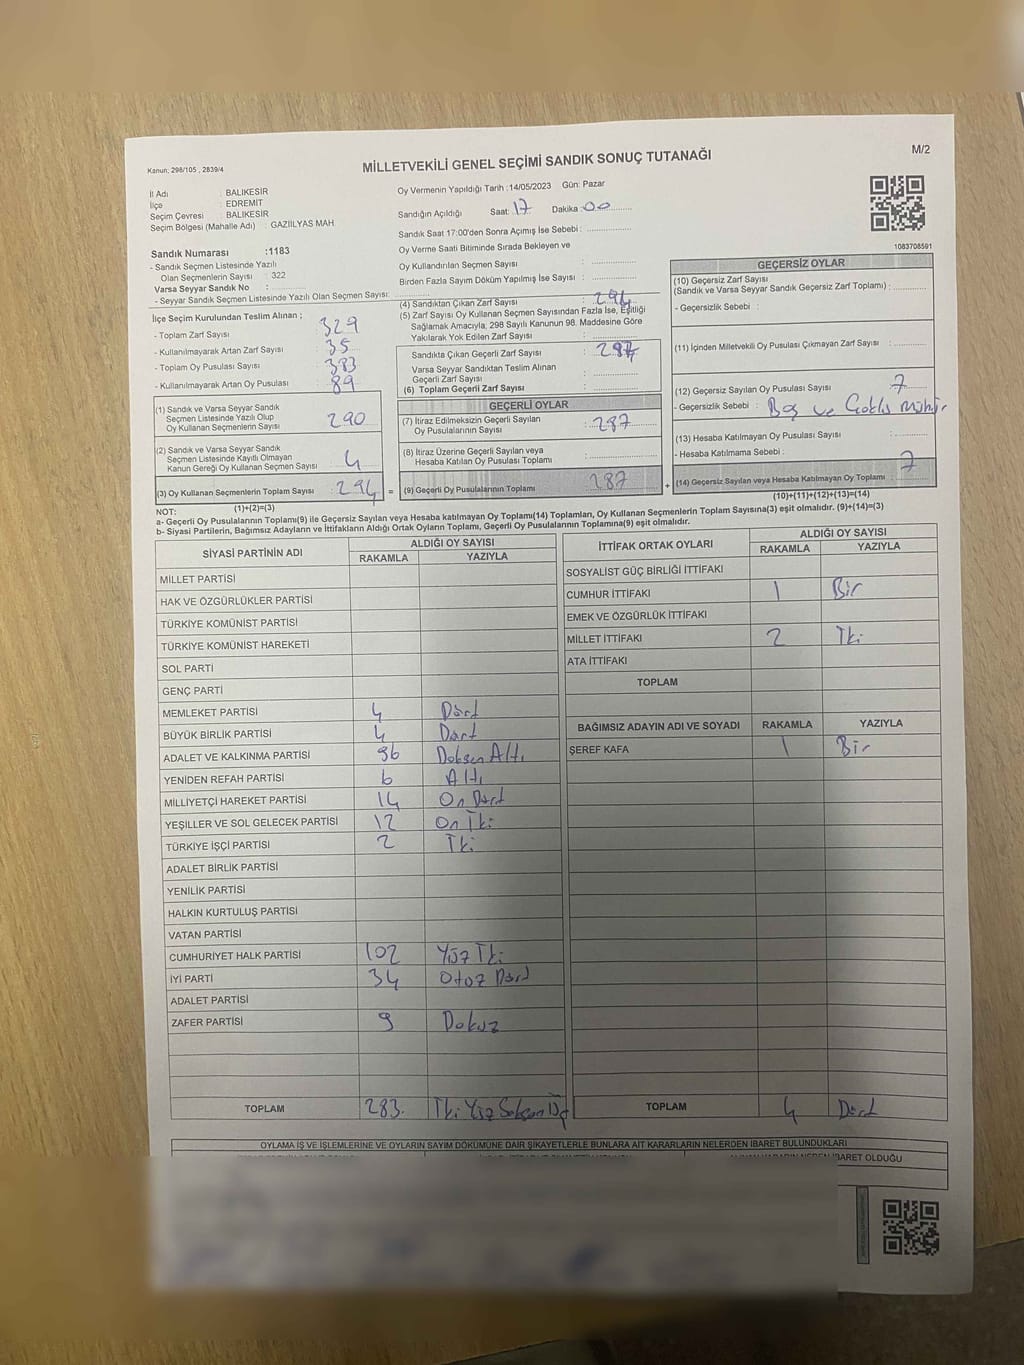 M/2
Kanun: 298/105 , 2839/4
MİLLETVEKİLİ GENEL SEÇİMİ SANDIK SONUÇ TUTANAĞI
İl Adı : BALIKESİR
İlçe : EDREMİT
Seçim Çevresi : BALIKESİR
Seçim Bölgesi (Mahalle Adı) : GAZİİLYAS MAH
Sandık Numarası :1183
- Sandık Seçmen Listesinde Yazılı
Olan Seçmenlerin Sayısı : 322
Varsa Seyyar Sandık No :
- Seyyar Sandık Seçmen Listesinde Yazılı Olan Seçmen Sayısı:
Oy Vermenin Yapıldığı Tarih :14/05/2023 Gün: Pazar
Sandığın Açıldığı Saat: 17 Dakika :00
Sandık Saat 17:00'den Sonra Açımış İse Sebebi :
Oy Verme Saati Bitiminde Sırada Bekleyen ve
Oy Kullandırılan Seçmen Sayısı :
Birden Fazla Sayım Döküm Yapılmış İse Sayısı :
1083708591
İlçe Seçim Kurulundan Teslim Alınan ;
- Toplam Zarf Sayısı : 329
- Kullanılmayarak Artan Zarf Sayısı : 35
- Toplam Oy Pusulası Sayısı : 383
- Kullanılmayarak Artan Oy Pusulası : 89
(1) Sandık ve Varsa Seyyar Sandık
Seçmen Listesinde Yazılı Olup
Oy Kullanan Seçmenlerin Sayısı : 290
(2) Sandık ve Varsa Seyyar Sandık
Seçmen Listesinde Kayıtlı Olmayan
Kanun Gereği Oy Kullanan Seçmen Sayısı : 4
(3) Oy Kullanan Seçmenlerin Toplam Sayısı : 294
(1)+(2)=(3)
(4) Sandıktan Çıkan Zarf Sayısı : 294
(5) Zarf Sayısı Oy Kullanan Seçmen Sayısından Fazla İse, Eşitliği
Sağlamak Amacıyla; 298 Sayılı Kanunun 98. Maddesine Göre
Yakılarak Yok Edilen Zarf Sayısı :
Sandıkta Çıkan Geçerli Zarf Sayısı :
Varsa Seyyar Sandıktan Teslim Alınan
Geçerli Zarf Sayısı :
(6) Toplam Geçerli Zarf Sayısı :
GEÇERLİ OYLAR
(7) İtiraz Edilmeksizin Geçerli Sayılan
Oy Pusulalarının Sayısı : 287
(8) İtiraz Üzerine Geçerli Sayılan veya
Hesaba Katılan Oy Pusulası Toplamı :
= (9) Geçerli Oy Pusulalarının Toplamı : 287 +
GEÇERSİZ OYLAR
(10) Geçersiz Zarf Sayısı
(Sandık ve Varsa Seyyar Sandık Geçersiz Zarf Toplamı) :
- Geçersizlik Sebebi :
(11) İçinden Milletvekili Oy Pusulası Çıkmayan Zarf Sayısı :
(12) Geçersiz Sayılan Oy Pusulası Sayısı : 7
- Geçersizlik Sebebi : Boş ve Çoklu Mühür
(13) Hesaba Katılmayan Oy Pusulası Sayısı :
- Hesaba Katılmama Sebebi :
(14) Geçersiz Sayılan veya Hesaba Katılmayan Oy Toplamı : 7
(10)+(11)+(12)+(13)=(14)
NOT:
a- Geçerli Oy Pusulaları Toplamı(9) ile Geçersiz Sayılan veya Hesaba katılmayan Oy Toplamı(14) Toplamları, Oy Kullanan Seçmenlerin Toplam Sayısına(3) eşit olmalıdır. (9)+(14)=(3)
b- Siyasi Partilerin, Bağımsız Adayların ve İttifakların Aldığı Ortak Oyların Toplamı, Geçerli Oy Pusulalarının Toplamına(9) eşit olmalıdır.
SİYASİ PARTİNİN ADI ALDIĞI OY SAYISI
RAKAMLA YAZIYLA
MİLLET PARTİSİ
HAK VE ÖZGÜRLÜKLER PARTİSİ
TÜRKİYE KOMÜNİST PARTİSİ
TÜRKİYE KOMÜNİST HAREKETİ
SOL PARTİ
GENÇ PARTİ
MEMLEKET PARTİSİ 4 Dört
BÜYÜK BİRLİK PARTİSİ 4 Dört
ADALET VE KALKINMA PARTİSİ 96 Doksan Altı
YENİDEN REFAH PARTİSİ 6 Altı
MİLLİYETÇİ HAREKET PARTİSİ 14 On Dört
YEŞİLLER VE SOL GELECEK PARTİSİ 12 On İki
TÜRKİYE İŞÇİ PARTİSİ 2 İki
ADALET BİRLİK PARTİSİ
YENİLİK PARTİSİ
HALKIN KURTULUŞ PARTİSİ
VATAN PARTİSİ
CUMHURİYET HALK PARTİSİ 102 Yüz İki
İYİ PARTİ 34 Otuz Dört
ADALET PARTİSİ
ZAFER PARTİSİ 9 Dokuz
TOPLAM 283. İki Yüz Seksen Üç
İTTİFAK ORTAK OYLARI ALDIĞI OY SAYISI
RAKAMLA YAZIYLA
SOSYALİST GÜÇ BİRLİĞİ İTTİFAKI
CUMHUR İTTİFAKI 1 Bir
EMEK VE ÖZGÜRLÜK İTTİFAKI
MİLLET İTTİFAKI 2 İki
ATA İTTİFAKI
TOPLAM
BAĞIMSIZ ADAYIN ADI VE SOYADI RAKAMLA YAZIYLA
ŞEREF KAFA 1 Bir
TOPLAM 4 Dört
OYLAMA İŞ VE İŞLEMLERİNE VE OYLARIN SAYIM DÖKÜMÜNE DAİR ŞİKAYETLERLE BUNLARA AİT KARARLARIN NELERDEN İBARET BULUNDUKLARI
İBARET OLDUĞU